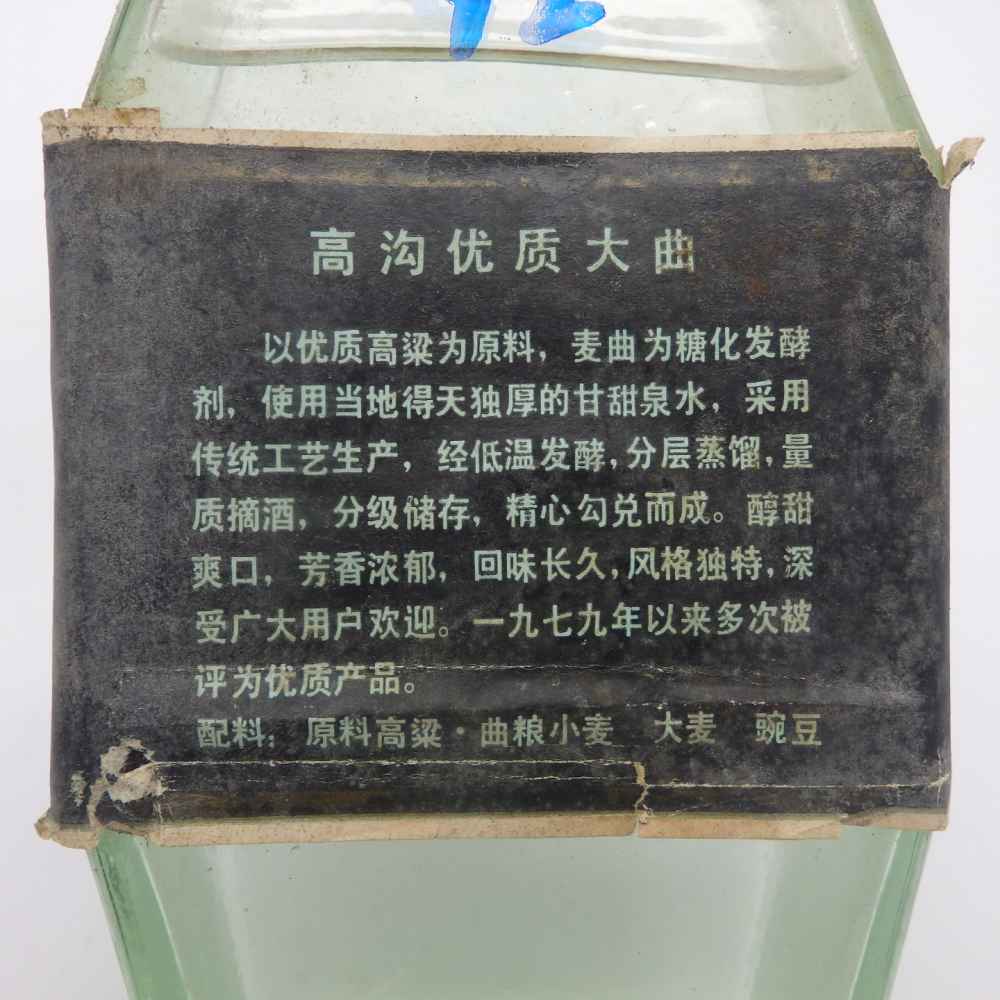 高沟优质大曲
以优质高粱为原料，麦曲为糖化发酵
剂，使用当地得天独厚的甘甜泉水，采用
传统工艺生产，经低温发酵，分层蒸馏，量
质摘酒，分级储存，精心勾兑而成。醇甜
爽口，芳香浓郁，回味长久，风格独特，深
受广大用户欢迎。一九七九年以来多次被
评为优质产品。
配料：原料高粱·曲粮小麦　大麦　豌豆